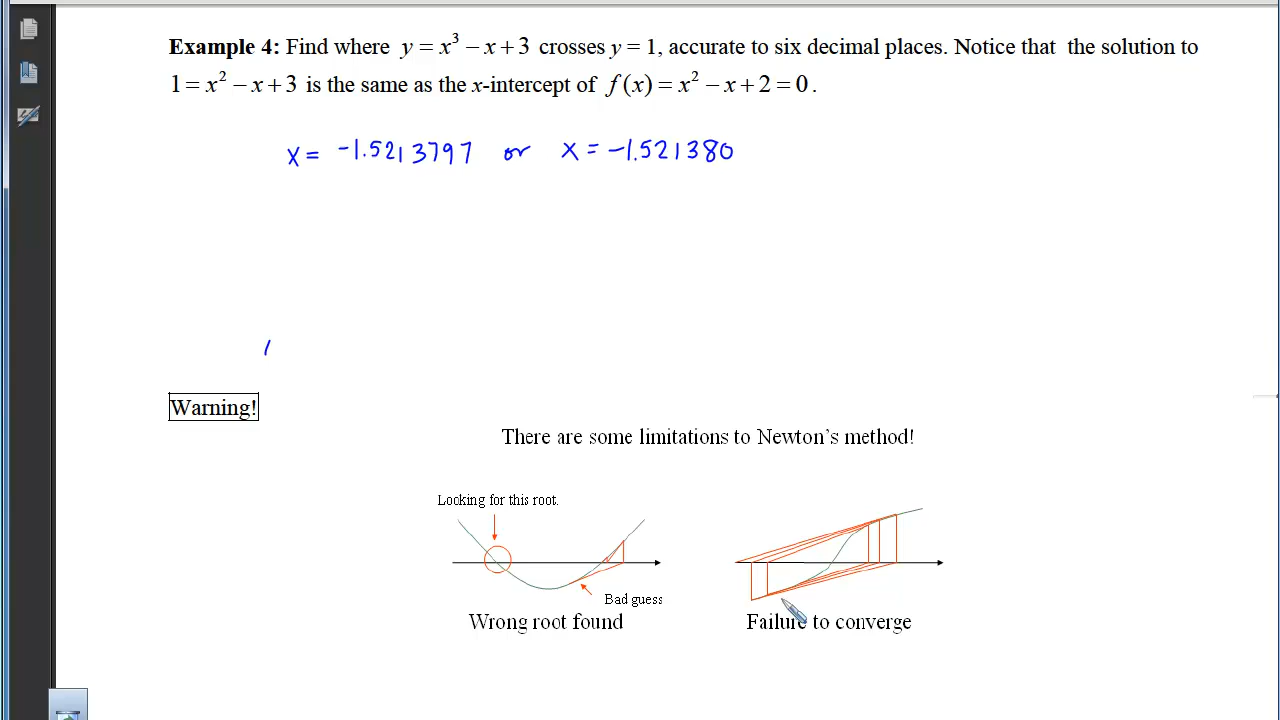 Example 4: Find where y = x³ − x + 3 crosses y = 1, accurate to six decimal places. Notice that the solution to
1 = x² − x + 3 is the same as the x-intercept of f(x) = x² − x + 2 = 0.
x = -1.5213797 or x = -1.521380
Warning!
There are some limitations to Newton's method!
Looking for this root.
Bad guess
Wrong root found
Failure to converge